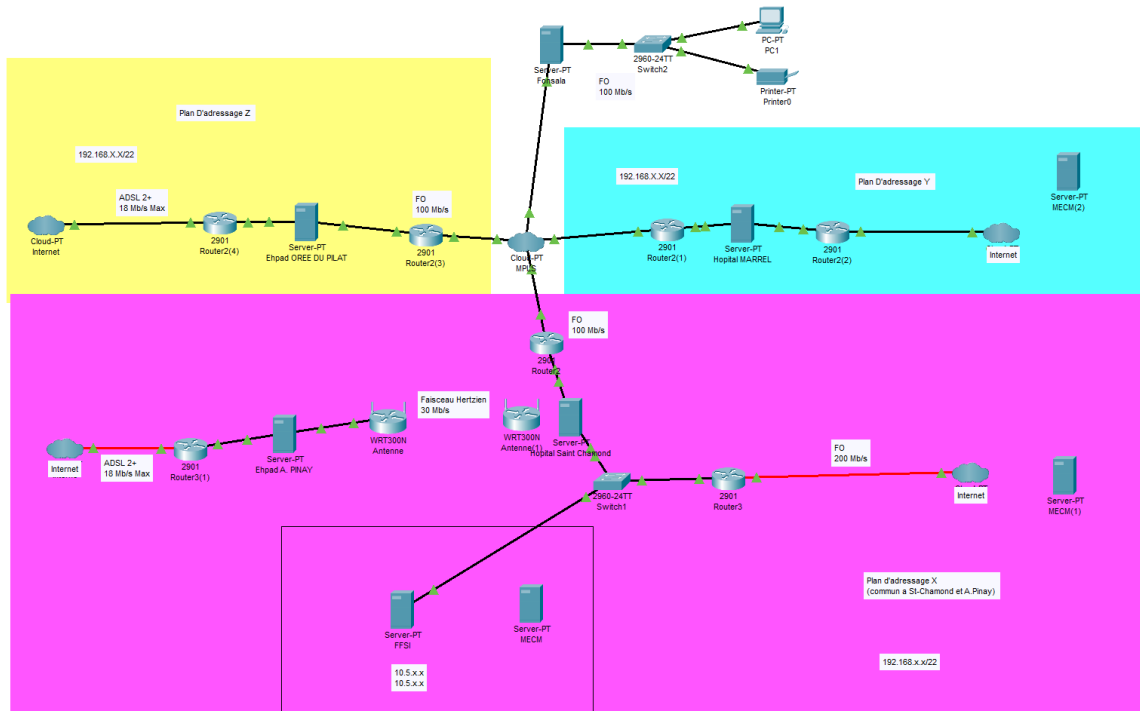 PC-PT
PC1
Server-PT
Fonsala
2960-24TT
Switch2
FO
100 Mb/s
Printer-PT
Printer0
Plan D'adressage Z
192.168.X.X/22
ADSL 2+
18 Mb/s Max
FO
100 Mb/s
Cloud-PT
Internet
2901
Router2(4)
Server-PT
Ehpad OREE DU PILAT
2901
Router2(3)
Cloud-PT
MPLS
192.168.X.X/22
Plan D'adressage Y
Server-PT
MECM(2)
2901
Router2(1)
Server-PT
Hopital MARREL
2901
Router2(2)
Internet
FO
100 Mb/s
2901
Router2
Faisceau Hertzien
30 Mb/s
WRT300N
Antenne
WRT300N
Antenne(1)
Server-PT
Hopital Saint Chamond
Internet
ADSL 2+
18 Mb/s Max
2901
Router3(1)
Server-PT
Ehpad A. PINAY
2960-24TT
Switch1
2901
Router3
FO
200 Mb/s
Internet
Server-PT
MECM(1)
Plan d'adressage X
(commun a St-Chamond et A.Pinay)
Server-PT
FFSI
Server-PT
MECM
10.5.x.x
10.5.x.x
192.168.x.x/22